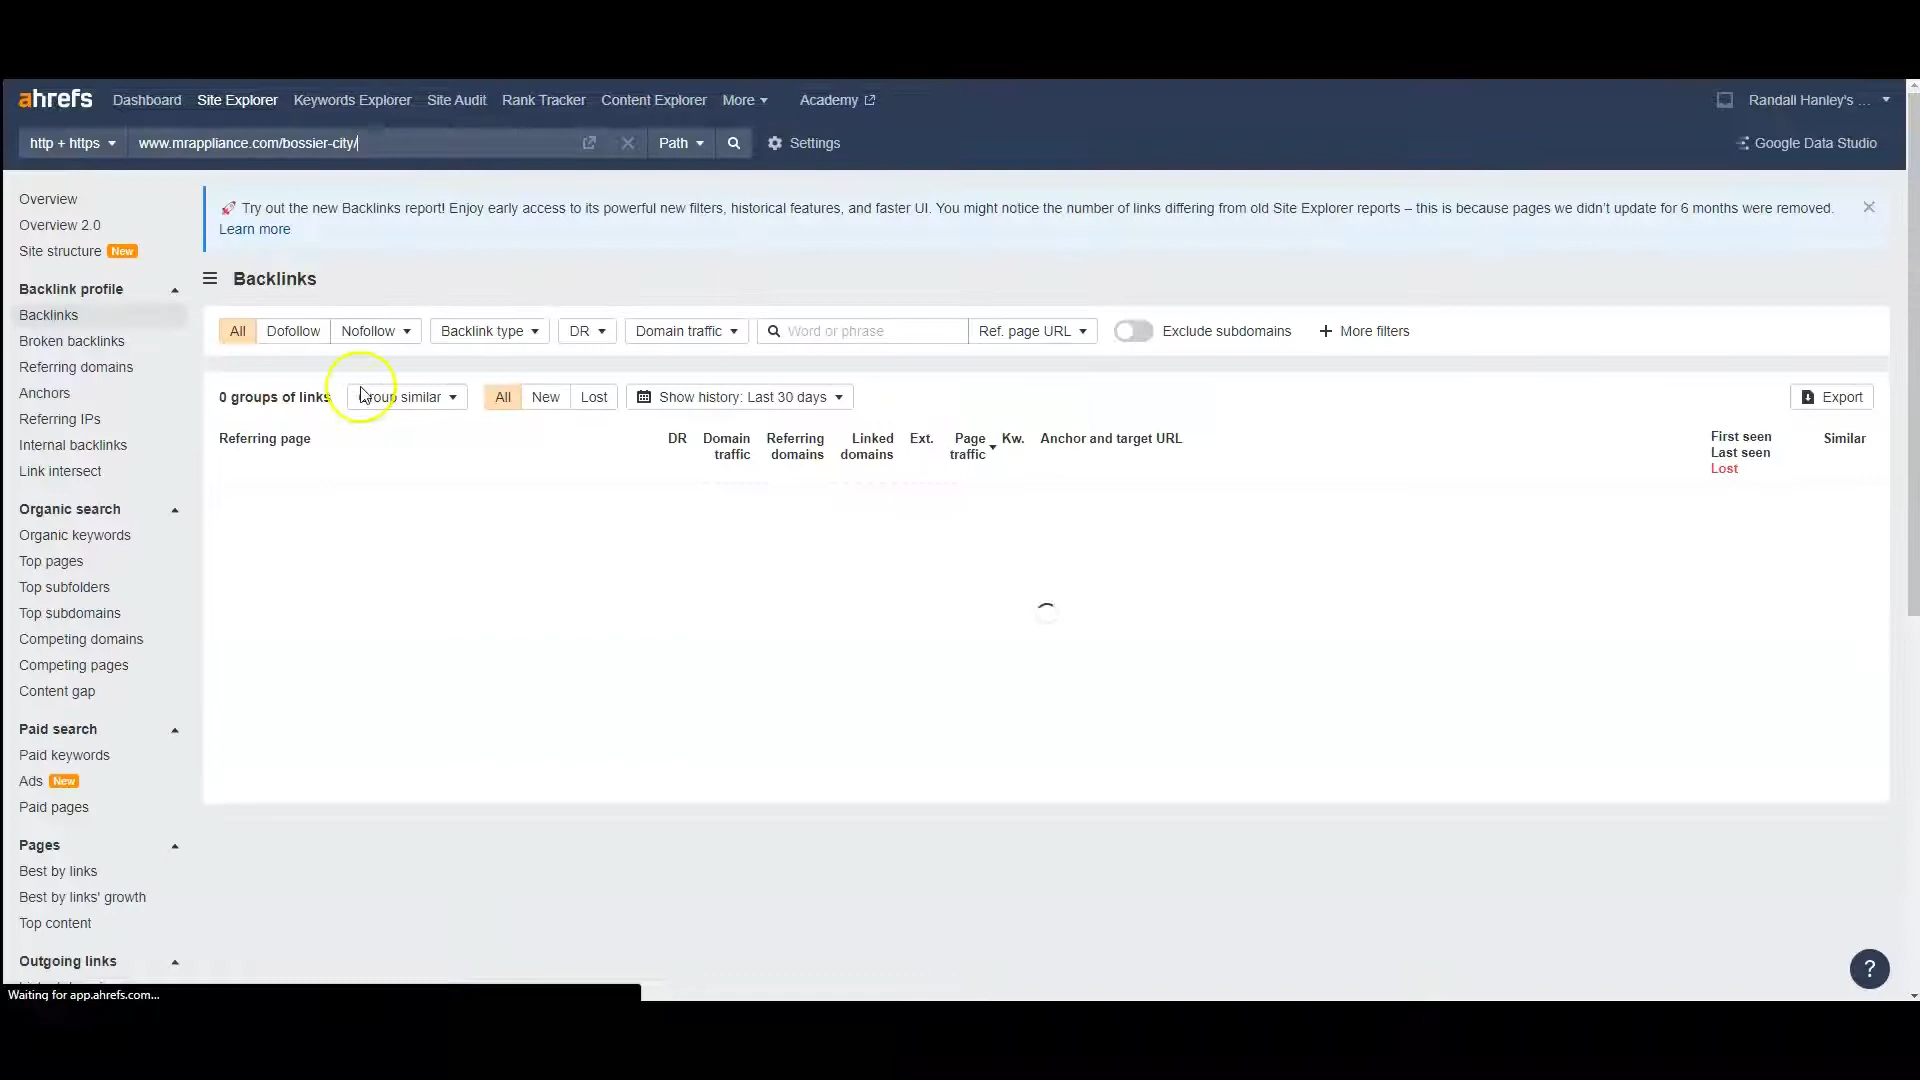 ahrefs Dashboard Site Explorer Keywords Explorer Site Audit Rank Tracker Content Explorer More Academy Randall Hanley's ...
http + https www.mrappliance.com/bossier-city/ Path Settings Google Data Studio
Overview
Overview 2.0
Site structure New
Backlink profile
Backlinks
Broken backlinks
Referring domains
Anchors
Referring IPs
Internal backlinks
Link intersect
Organic search
Organic keywords
Top pages
Top subfolders
Top subdomains
Competing domains
Competing pages
Content gap
Paid search
Paid keywords
Ads New
Paid pages
Pages
Best by links
Best by links' growth
Top content
Outgoing links
🚀 Try out the new Backlinks report! Enjoy early access to its powerful new filters, historical features, and faster UI. You might notice the number of links differing from old Site Explorer reports – this is because pages we didn't update for 6 months were removed.
Learn more
Backlinks
All Dofollow Nofollow Backlink type DR Domain traffic Word or phrase Ref. page URL Exclude subdomains + More filters
0 groups of links Group similar All New Lost Show history: Last 30 days Export
Referring page DR Domain traffic Referring domains Linked domains Ext. Page traffic Kw. Anchor and target URL First seen Last seen Lost Similar
?
Waiting for app.ahrefs.com...